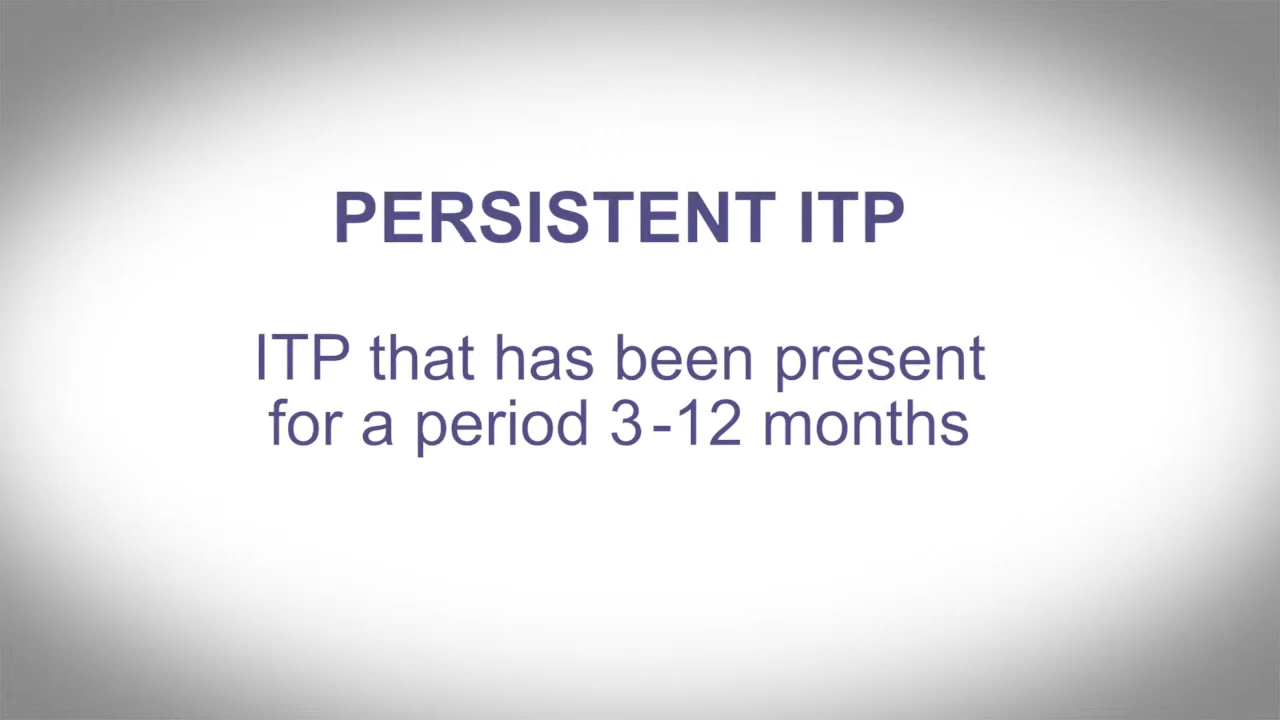 PERSISTENT ITP
ITP that has been present
for a period 3-12 months